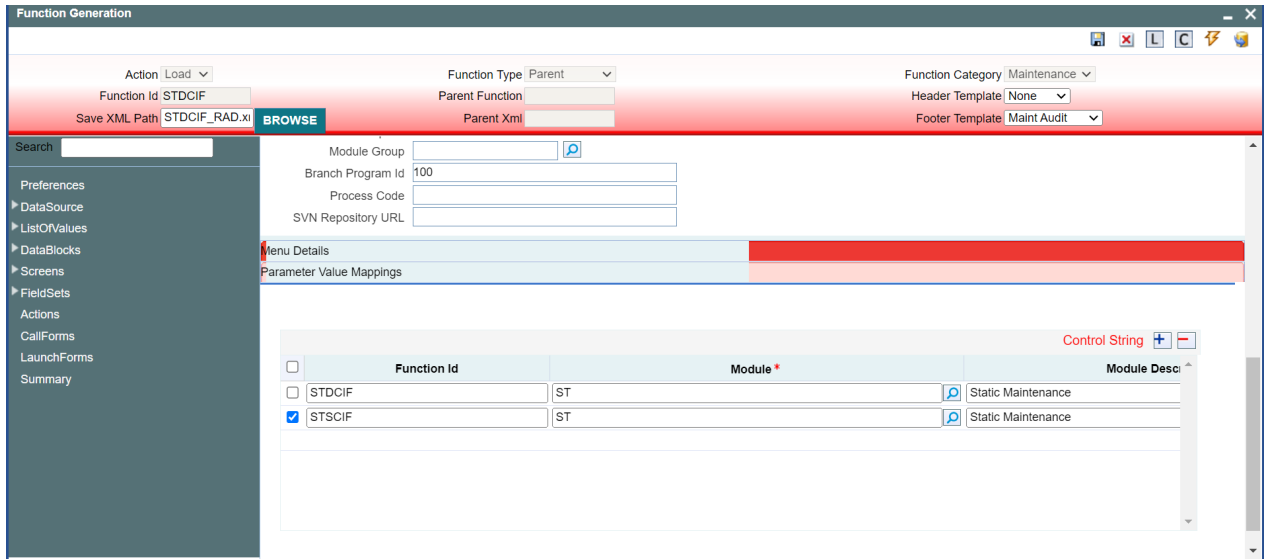 Function Generation
L C
Action Load Function Type Parent Function Category Maintenance
Function Id STDCIF Parent Function Header Template None
Save XML Path STDCIF_RAD.x BROWSE Parent Xml Footer Template Maint Audit
Search
Module Group
Branch Program Id 100
Process Code
SVN Repository URL
Preferences
DataSource
ListOfValues
DataBlocks
Screens
FieldSets
Actions
CallForms
LaunchForms
Summary
Menu Details
Parameter Value Mappings
Control String
Function Id Module * Module Descr
STDCIF ST Static Maintenance
STSCIF ST Static Maintenance